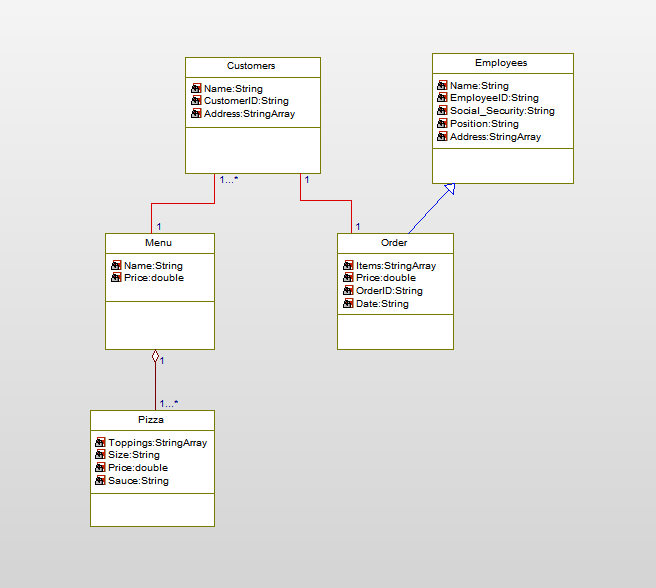 Customers
Name:String
CustomerID:String
Address:StringArray
Employees
Name:String
EmployeeID:String
Social_Security:String
Position:String
Address:StringArray
1...*
1
1
1
Menu
Name:String
Price:double
Order
Items:StringArray
Price:double
OrderID:String
Date:String
1
1...*
Pizza
Toppings:StringArray
Size:String
Price:double
Sauce:String